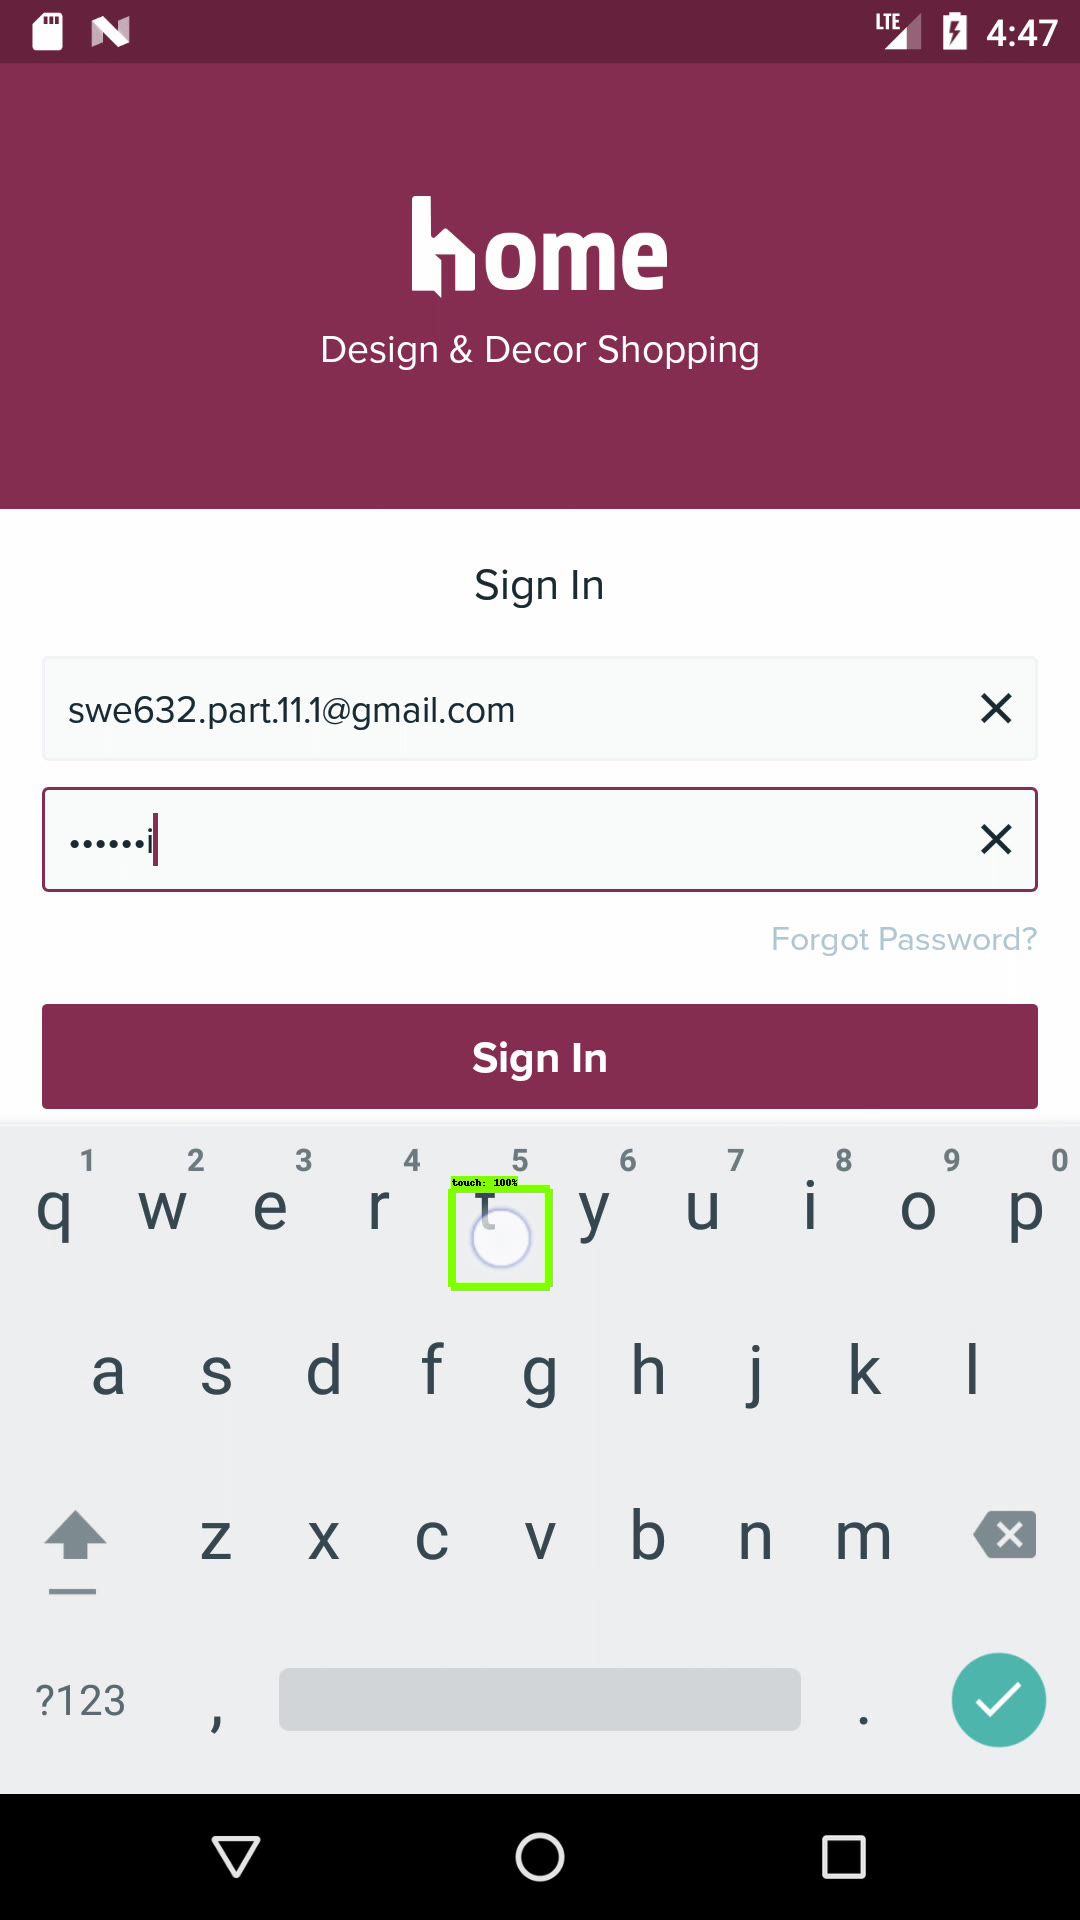 LTE 4:47
home
Design & Decor Shopping
Sign In
swe632.part.11.1@gmail.com
••••••i
Forgot Password?
Sign In
1 2 3 4 5 6 7 8 9 0
touch: 100%
q w e r t y u i o p
a s d f g h j k l
z x c v b n m
?123 , .